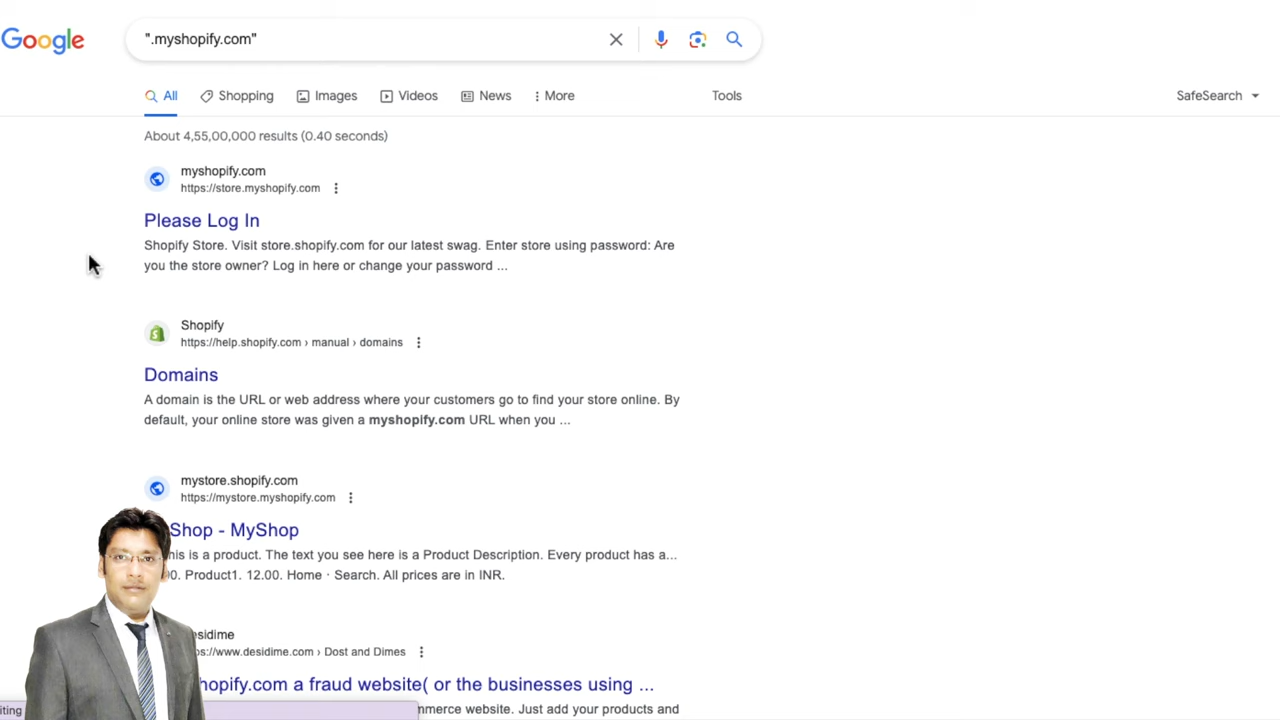 Google
".myshopify.com"
All
Shopping
Images
Videos
News
More
Tools
SafeSearch
About 4,55,00,000 results (0.40 seconds)
myshopify.com
https://store.myshopify.com
Please Log In
Shopify Store. Visit store.shopify.com for our latest swag. Enter store using password: Are
you the store owner? Log in here or change your password ...
Shopify
https://help.shopify.com › manual › domains
Domains
A domain is the URL or web address where your customers go to find your store online. By
default, your online store was given a myshopify.com URL when you ...
mystore.shopify.com
https://mystore.myshopify.com
Shop - MyShop
his is a product. The text you see here is a Product Description. Every product has a...
00. Product1. 12.00. Home · Search. All prices are in INR.
esidime
ps://www.desidime.com › Dost and Dimes
hopify.com a fraud website( or the businesses using ...
mmerce website. Just add your products and